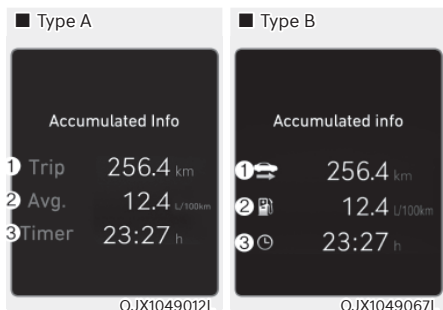 ■ Type A
Accumulated Info
1 Trip 256.4 km
2 Avg. 12.4 L/100km
3 Timer 23:27 h
OJX1049012L
■ Type B
Accumulated info
1 256.4 km
2 12.4 L/100km
3 23:27 h
OJX1049067L